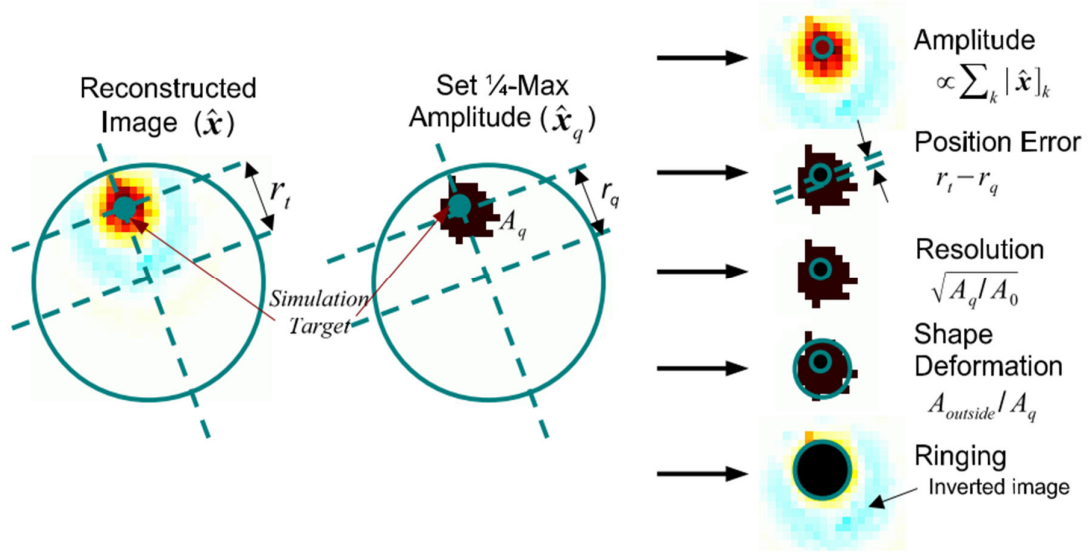 Reconstructed
Image (x̂)
r_t
Set ¼-Max
Amplitude (x̂_q)
r_q
A_q
Simulation
Target
Amplitude
∝∑_k|x̂]_k
Position Error
r_t−r_q
Resolution
√A_q/A_0
Shape
Deformation
A_outside/A_q
Ringing
Inverted image